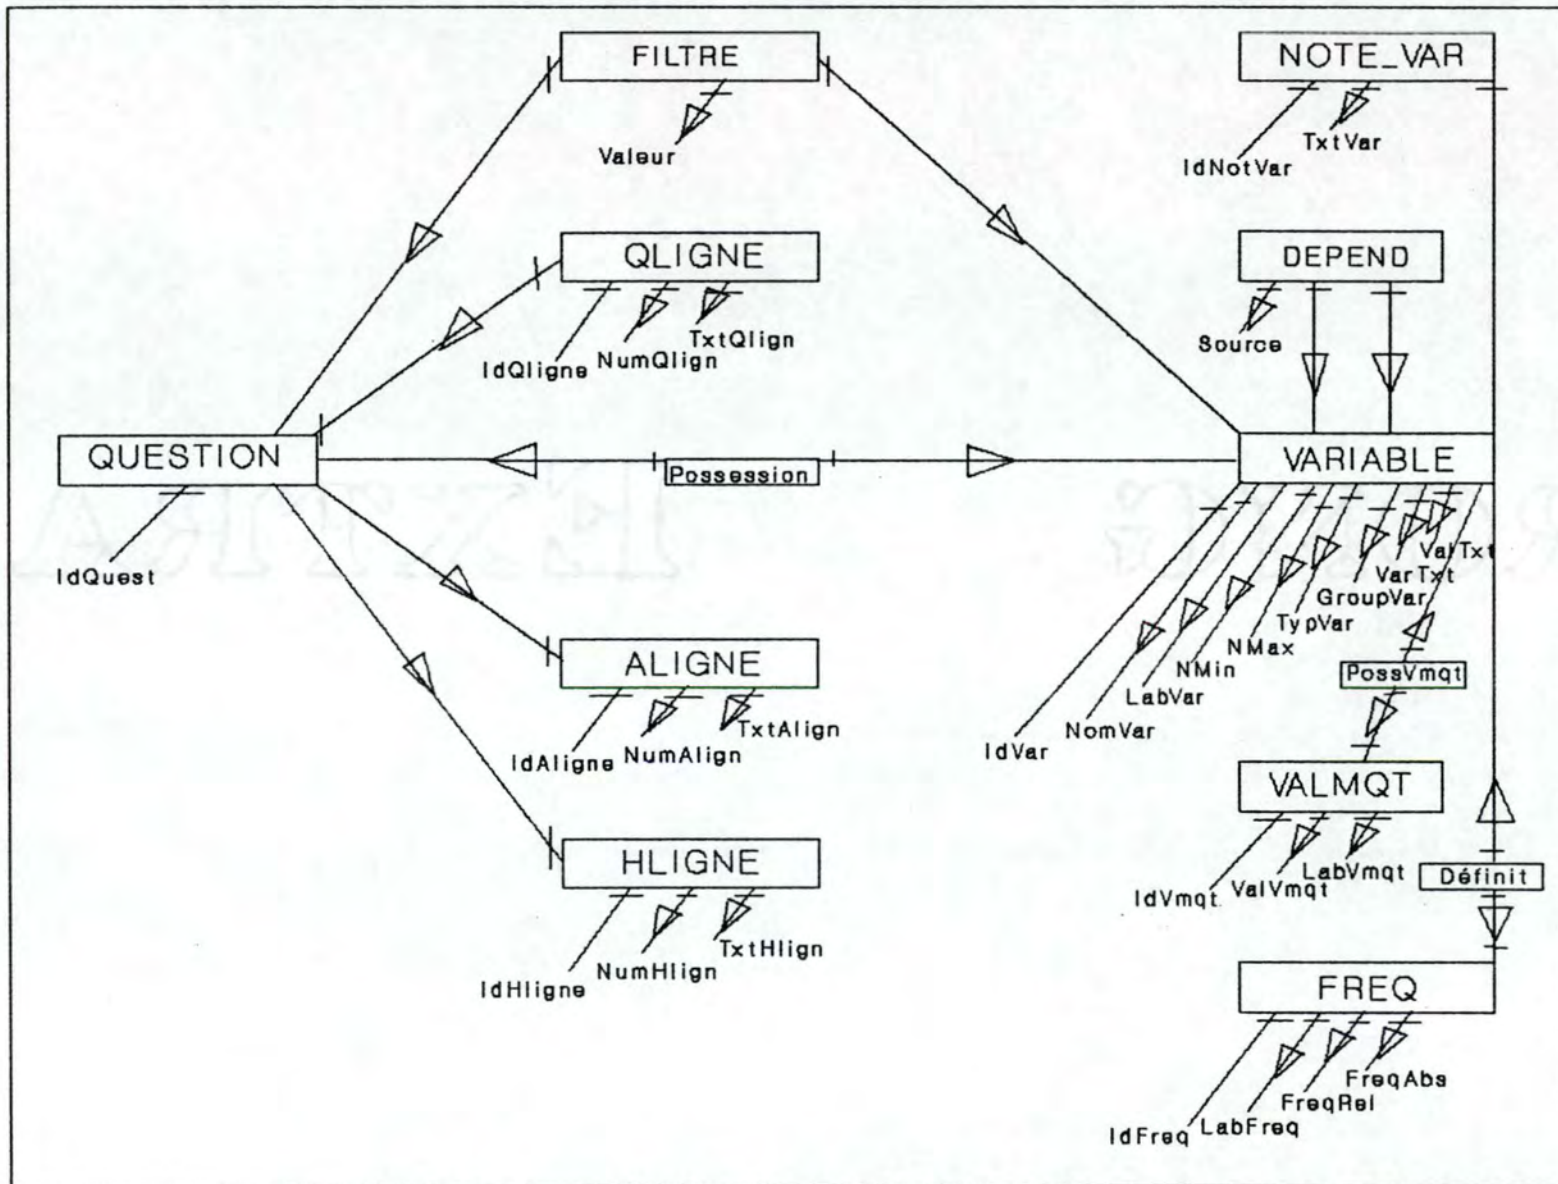 FILTRE
NOTE_VAR
Valeur
TxtVar
IdNotVar
QLIGNE
DEPEND
TxtQlign
NumQlign
IdQligne
Source
QUESTION
Possession
VARIABLE
IdQuest
ValTxt
VarTxt
GroupVar
TypVar
NMax
NMin
LabVar
NomVar
IdVar
ALIGNE
PossVmqt
TxtAlign
NumAlign
IdAligne
VALMQT
HLIGNE
LabVmqt
ValVmqt
IdVmqt
Définit
TxtHlign
NumHlign
IdHligne
FREQ
FreqAbs
FreqRel
LabFreq
IdFreq